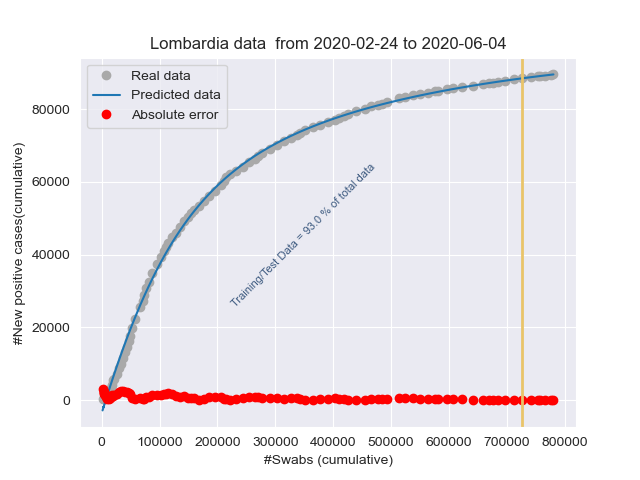 Lombardia data  from 2020-02-24 to 2020-06-04
Real data
Predicted data
Absolute error
80000
60000
40000
20000
0
#New positive cases(cumulative)
Training/Test Data = 93.0 % of total data
0 100000 200000 300000 400000 500000 600000 700000 800000
#Swabs (cumulative)